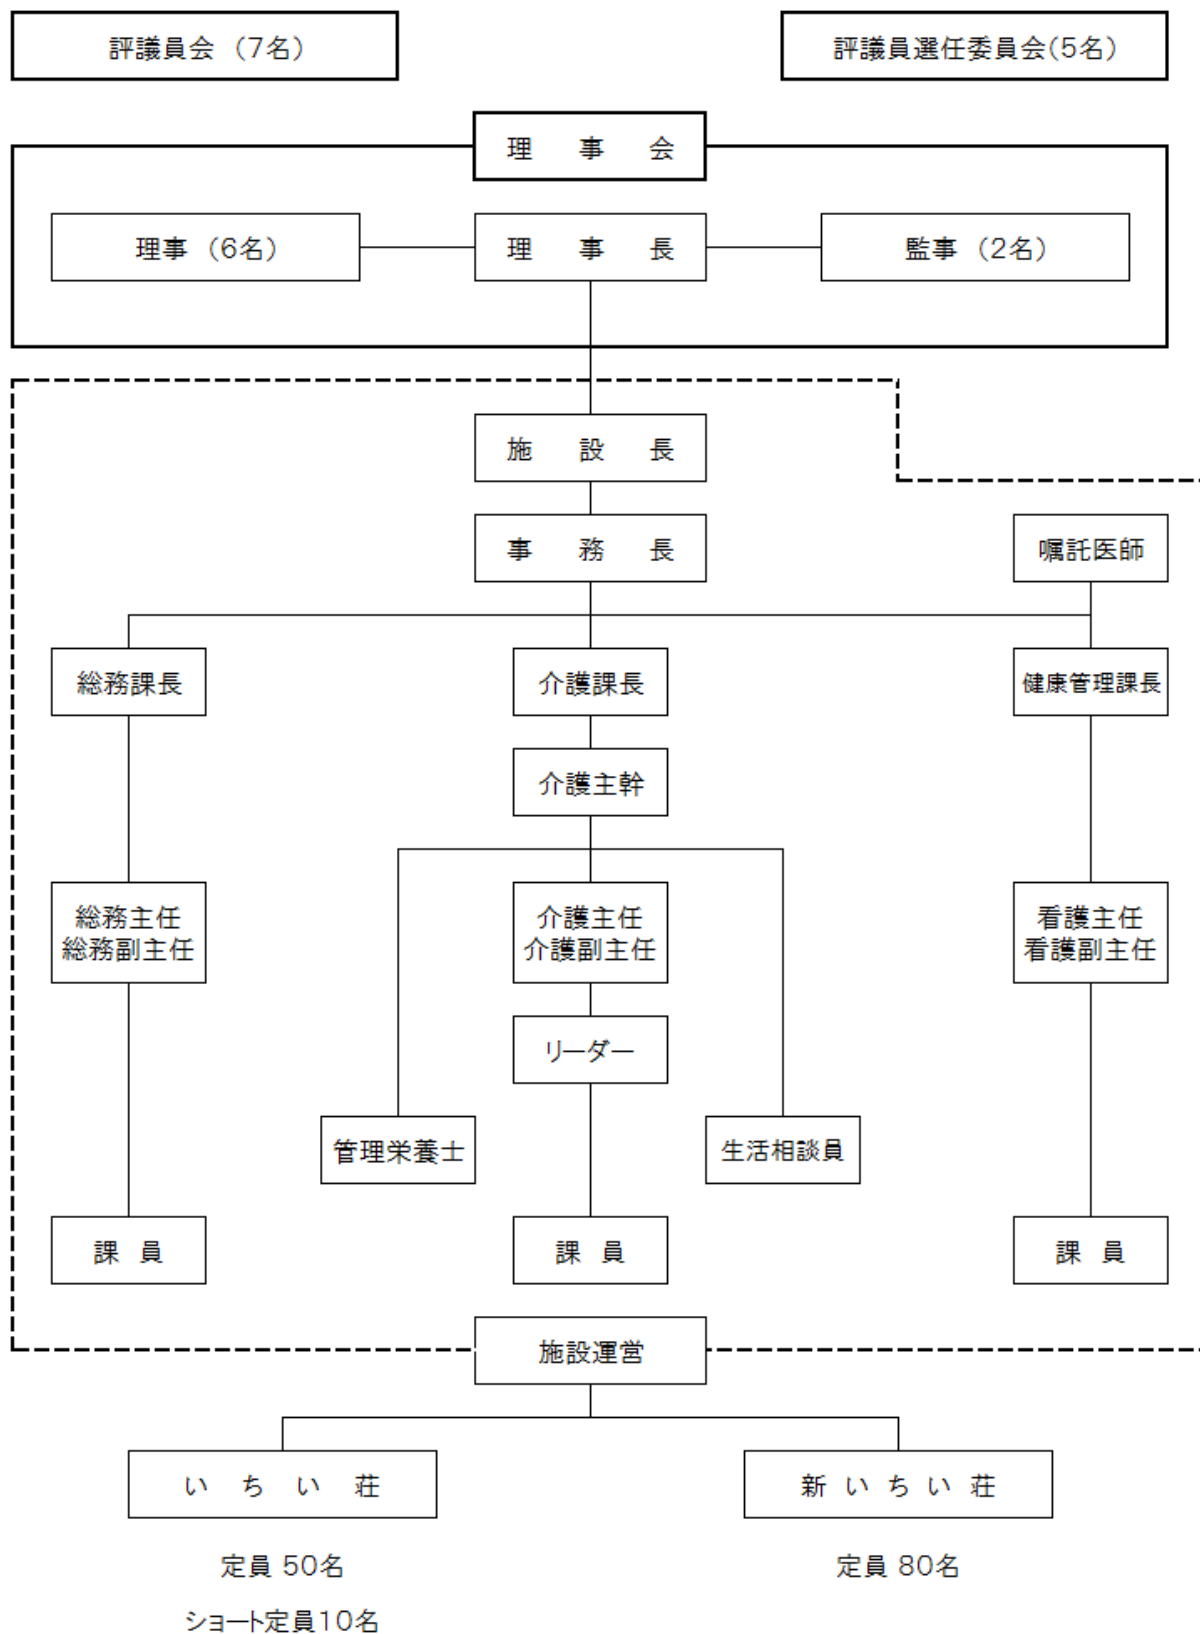 評議員会 (7名)
評議員選任委員会(5名)
理 事 会
理事 (6名)
理 事 長
監事 (2名)
施 設 長
事 務 長
嘱託医師
総務課長
介護課長
健康管理課長
介護主幹
総務主任
総務副主任
介護主任
介護副主任
看護主任
看護副主任
リーダー
管理栄養士
生活相談員
課 員
課 員
課 員
施設運営
い ち い 荘
新 い ち い 荘
定員 50名
定員 80名
ショート定員10名